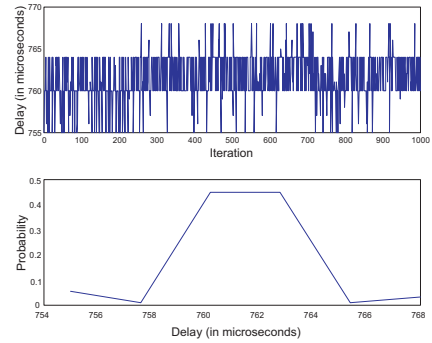 770
765
760
755
Delay (in microseconds)
0 100 200 300 400 500 600 700 800 900 1000
Iteration
0.5
0.4
0.3
0.2
0.1
0
Probability
754 756 758 760 762 764 766 768
Delay (in microseconds)